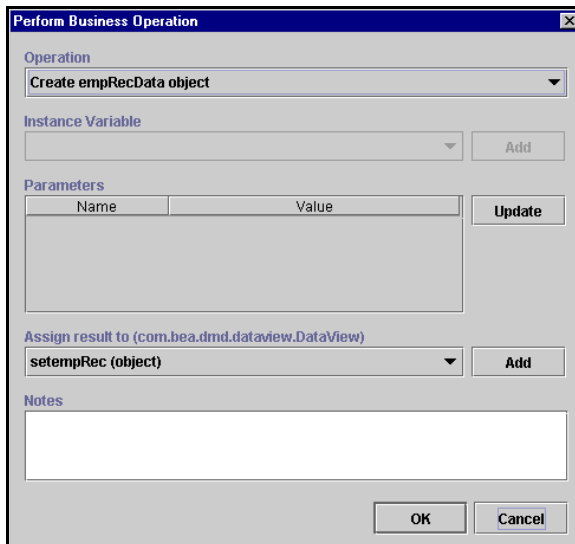 Perform Business Operation
Operation
Create empRecData object
Instance Variable
Add
Parameters
Name Value
Update
Assign result to (com.bea.dmd.dataview.DataView)
setempRec (object)
Add
Notes
OK Cancel